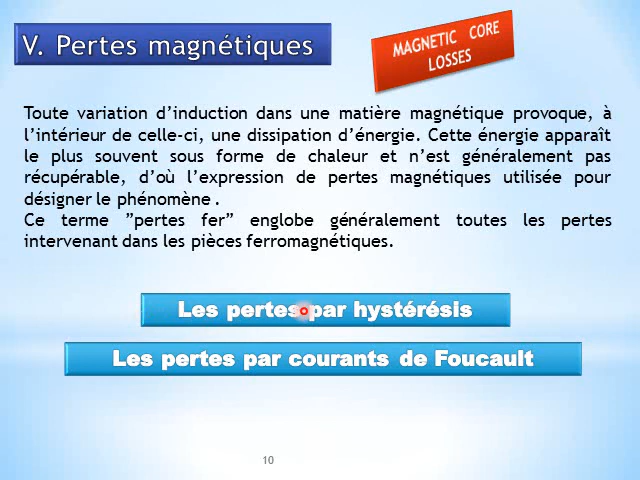 V. Pertes magnétiques
MAGNETIC CORE
LOSSES
Toute variation d’induction dans une matière magnétique provoque, à
l’intérieur de celle-ci, une dissipation d’énergie. Cette énergie apparaît
le plus souvent sous forme de chaleur et n’est généralement pas
récupérable, d’où l’expression de pertes magnétiques utilisée pour
désigner le phénomène .
Ce terme ”pertes fer” englobe généralement toutes les pertes
intervenant dans les pièces ferromagnétiques.
Les pertes par hystérésis
Les pertes par courants de Foucault
10